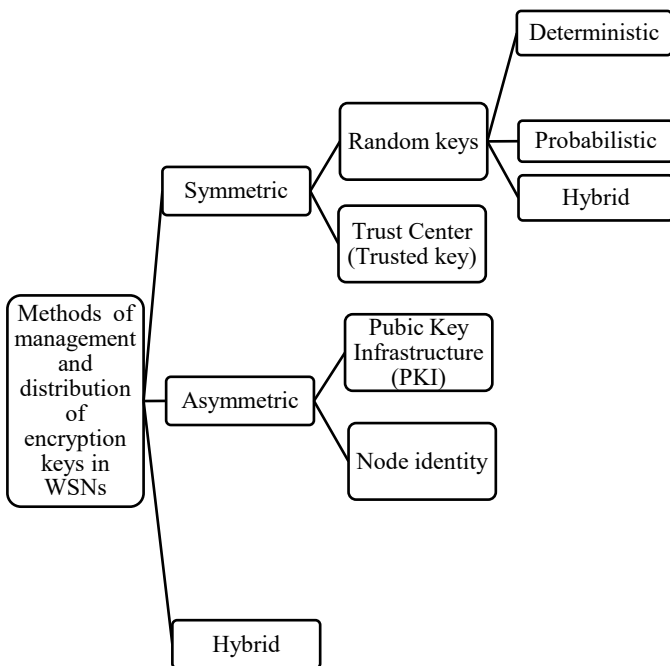 Deterministic
Random keys
Probabilistic
Symmetric
Hybrid
Trust Center
(Trusted key)
Methods of
management
and
distribution
of
encryption
keys in
WSNs
Pubic Key
Infrastructure
(PKI)
Asymmetric
Node identity
Hybrid